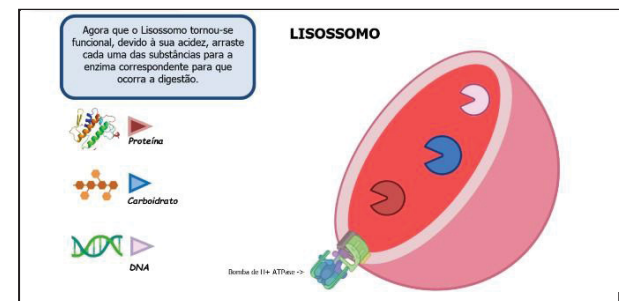 Agora que o Lisossomo tornou-se
funcional, devido à sua acidez, arraste
cada uma das substâncias para a
enzima correspondente para que
ocorra a digestão.
LISOSSOMO
Proteína
Carboidrato
DNA
Bomba de H+ ATPase ->